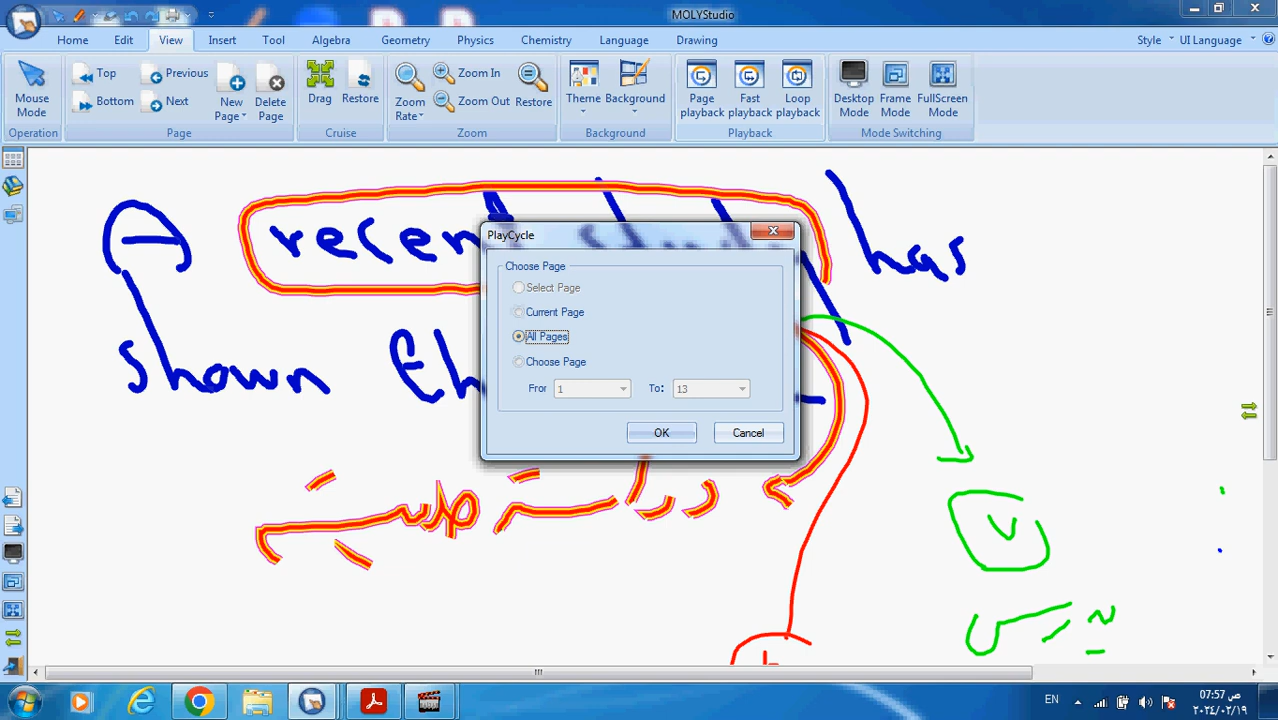 MOLYStudio
Home Edit View Insert Tool Algebra Geometry Physics Chemistry Language Drawing Style UI Language
Mouse Mode
Top
Bottom
Previous
Next
New Page
Delete Page
Drag
Restore
Zoom Rate
Zoom In
Zoom Out
Restore
Theme
Background
Page playback
Fast playback
Loop playback
Desktop Mode
Frame Mode
FullScreen Mode
Operation Page Cruise Zoom Background Playback Mode Switching
A recent study has
shown
PlayCycle
Choose Page
Select Page
Current Page
All Pages
Choose Page
Fror 1 To: 13
OK Cancel
دراسة
v
EN
07:57 ص
٢٠٢٤/٠٢/١٩